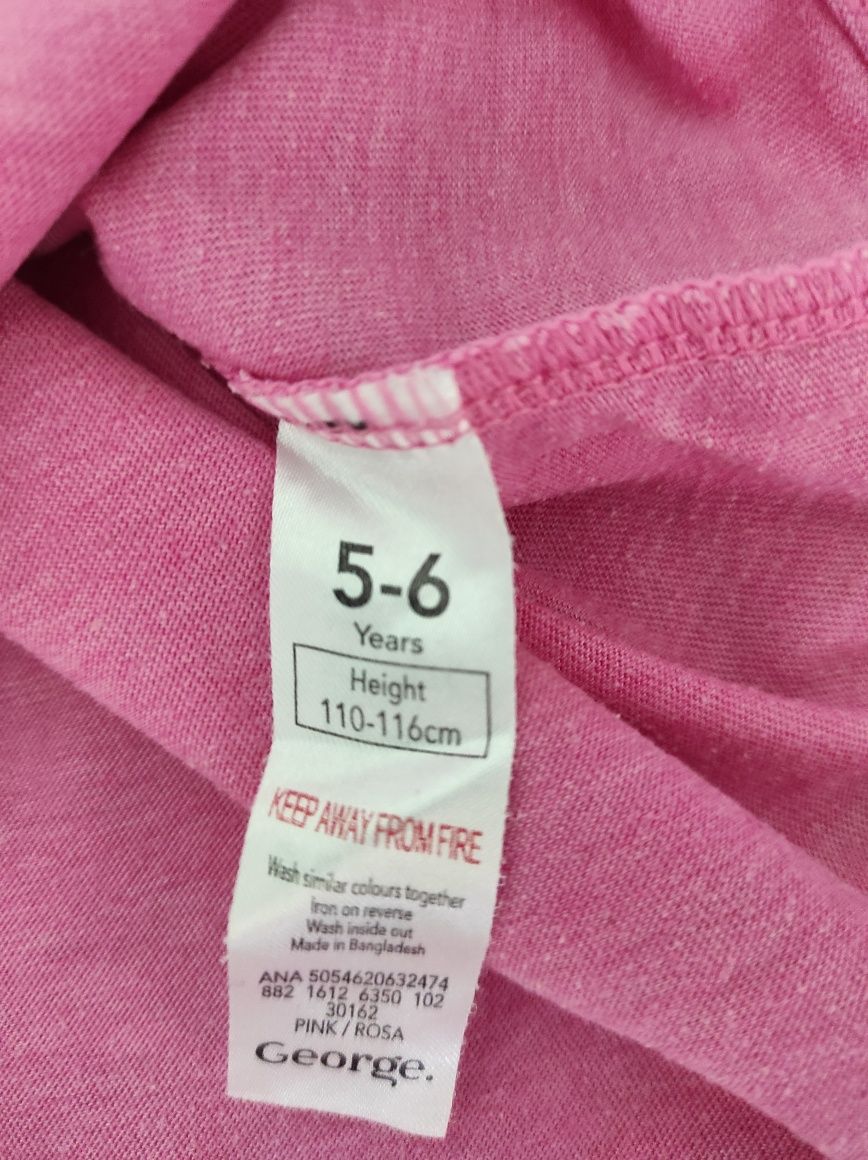 5-6
Years
Height
110-116cm
KEEP AWAY FROM FIRE
Wash similar colours together
Iron on reverse
Wash inside out
Made in Bangladesh
ANA 5054620632474
882 1612 6350 102
30162
PINK / ROSA
George.